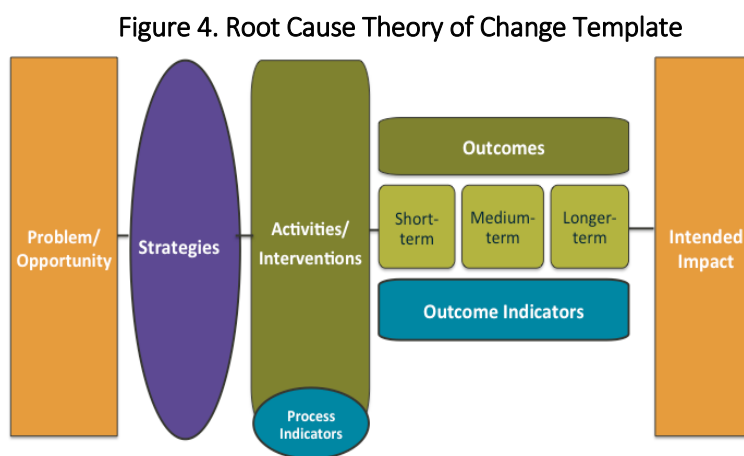 Figure 4. Root Cause Theory of Change Template
Problem/
Opportunity
Strategies
Activities/
Interventions
Process
Indicators
Outcomes
Short-
term
Medium-
term
Longer-
term
Outcome Indicators
Intended
Impact